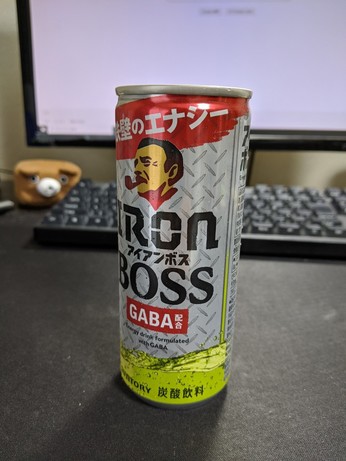 壁のエナジー
IRON
アイアンボス
BOSS
GABA配合
energy drink formulated
with GABA
炭酸飲料